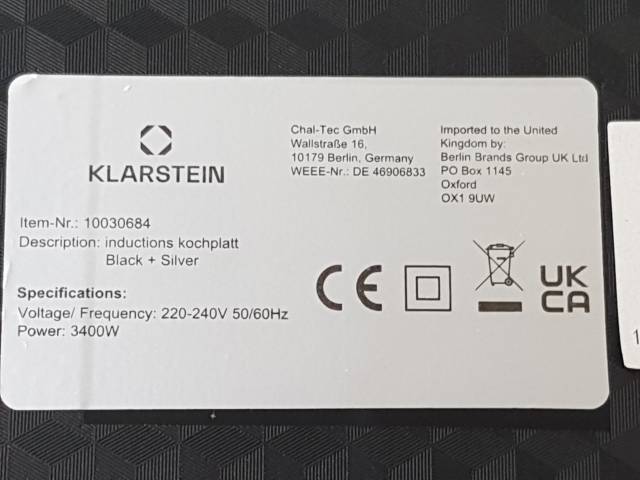 KLARSTEIN
Item-Nr.: 10030684
Description: inductions kochplatt
Black + Silver
Specifications:
Voltage/ Frequency: 220-240V 50/60Hz
Power: 3400W
Chal-Tec GmbH
Wallstraße 16,
10179 Berlin, Germany
WEEE-Nr.: DE 46906833
Imported to the United
Kingdom by:
Berlin Brands Group UK Ltd
PO Box 1145
Oxford
OX1 9UW
CE
UK
CA
1